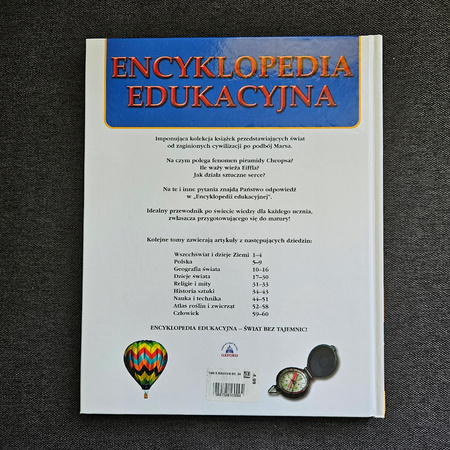 ENCYKLOPEDIA
EDUKACYJNA
Imponująca kolekcja książek przedstawiających świat
od zaginionych cywilizacji po podbój Marsa.
Na czym polega fenomen piramidy Cheopsa?
Ile waży wieża Eiffla?
Jak działa sztuczne serce?
Na te i inne pytania znajdą Państwo odpowiedź
w „Encyklopedii edukacyjnej”.
Idealny przewodnik po świecie wiedzy dla każdego ucznia,
zwłaszcza przygotowującego się do matury!
Kolejne tomy zawierają artykuły z następujących dziedzin:
Wszechświat i dzieje Ziemi 1–4
Polska 5–9
Geografia świata 10–16
Dzieje świata 17–30
Religie i mity 31–33
Historia sztuki 34–43
Nauka i technika 44–51
Atlas roślin i zwierząt 52–58
Człowiek 59–60
ENCYKLOPEDIA EDUKACYJNA – ŚWIAT BEZ TAJEMNIC!
OXFORD